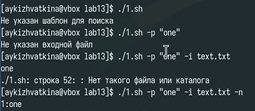 [aykizhvatkina@vbox lab13]$ ./1.sh
Не указан шаблон для поиска
[aykizhvatkina@vbox lab13]$ ./1.sh -p "one"
Не указан входной файл
[aykizhvatkina@vbox lab13]$ ./1.sh -p "one" -i text.txt
one
./1.sh: строка 52: : Нет такого файла или каталога
[aykizhvatkina@vbox lab13]$ ./1.sh -p "one" -i text.txt -n
1:one